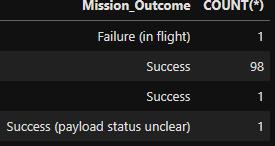 Mission_Outcome COUNT(*)
Failure (in flight) 1
Success 98
Success 1
Success (payload status unclear) 1